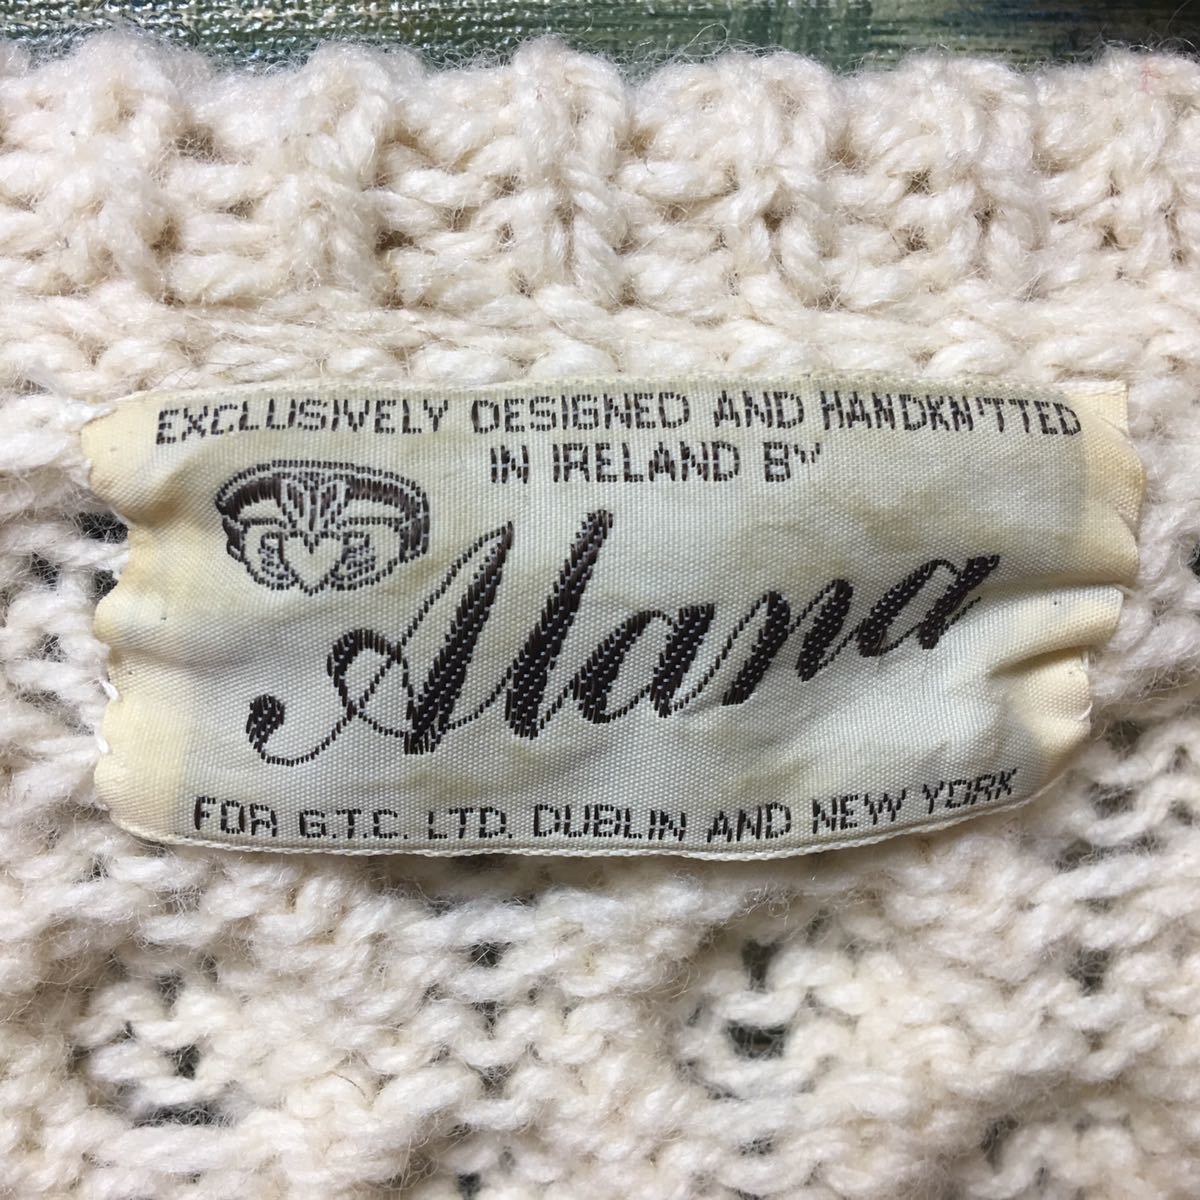 EXCLUSIVELY DESIGNED AND HANDKNITTED
IN IRELAND BY
Alana
FOR G.T.C. LTD. DUBLIN AND NEW YORK